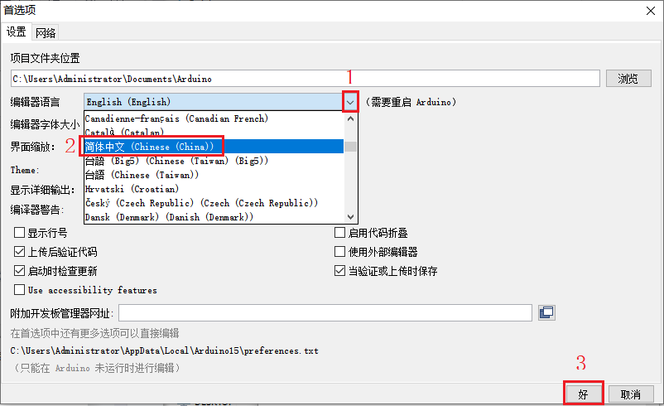 首选项
设置 网络
项目文件夹位置
C:\Users\Administrator\Documents\Arduino 浏览
1
编辑器语言 English (English) (需要重启 Arduino)
Canadienne-français (Canadian French)
编辑器字体大小
Català (Catalan)
2
界面缩放: 简体中文 (Chinese (China))
台語 (Big5) (Chinese (Taiwan) (Big5))
Theme: 台語 (Chinese (Taiwan))
显示详细输出: Hrvatski (Croatian)
Český (Czech Republic) (Czech (Czech Republic))
编译器警告: Dansk (Denmark) (Danish (Denmark))
显示行号 启用代码折叠
上传后验证代码 使用外部编辑器
启动时检查更新 当验证或上传时保存
Use accessibility features
附加开发板管理器网址:
在首选项中还有更多选项可以直接编辑
C:\Users\Administrator\AppData\Local\Arduino15\preferences.txt
(只能在 Arduino 未运行时进行编辑)
3
好 取消